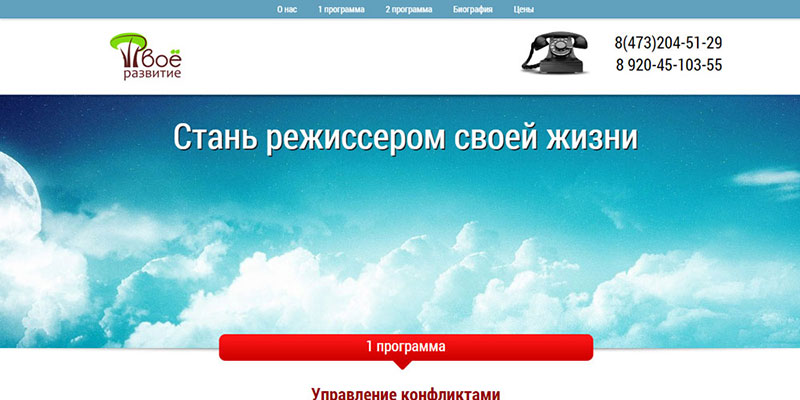 О нас 1 программа 2 программа Биография Цены
Твоё
развитие
8(473)204-51-29
8 920-45-103-55
Стань режиссером своей жизни
1 программа
Управление конфликтами